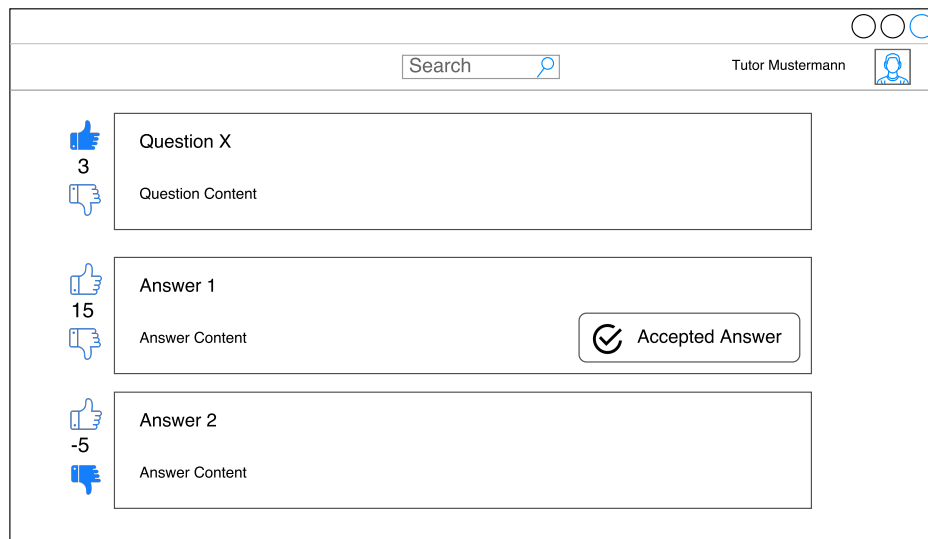 Search
Tutor Mustermann
Question X
3
Question Content
Answer 1
15
Answer Content
Accepted Answer
Answer 2
-5
Answer Content